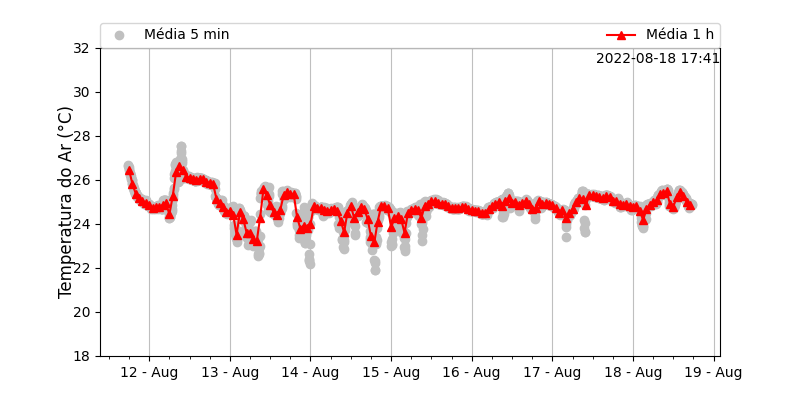 Média 5 min
Média 1 h
2022-08-18 17:41
Temperatura do Ar (°C)
32
30
28
26
24
22
20
18
12 - Aug
13 - Aug
14 - Aug
15 - Aug
16 - Aug
17 - Aug
18 - Aug
19 - Aug